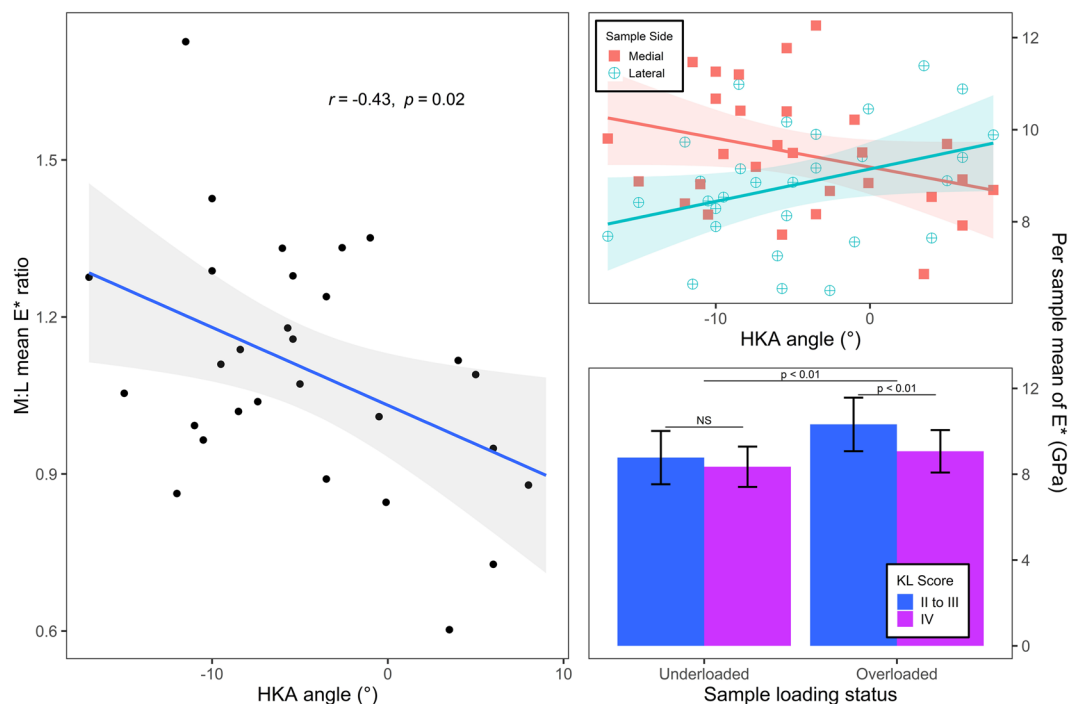 r = -0.43, p = 0.02
1.5
1.2
0.9
0.6
M:L mean E* ratio
-10
0
10
HKA angle (°)
Sample Side
Medial
Lateral
12
10
8
-10
0
HKA angle (°)
Per sample mean of E* (GPa)
p < 0.01
p < 0.01
NS
12
8
4
0
KL Score
II to III
IV
Underloaded
Overloaded
Sample loading status